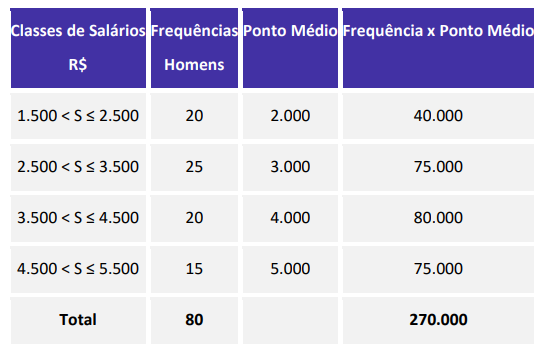 Classes de Salários Frequências Ponto Médio Frequência x Ponto Médio
R$ Homens
1.500 < S ≤ 2.500 20 2.000 40.000
2.500 < S ≤ 3.500 25 3.000 75.000
3.500 < S ≤ 4.500 20 4.000 80.000
4.500 < S ≤ 5.500 15 5.000 75.000
Total 80 270.000